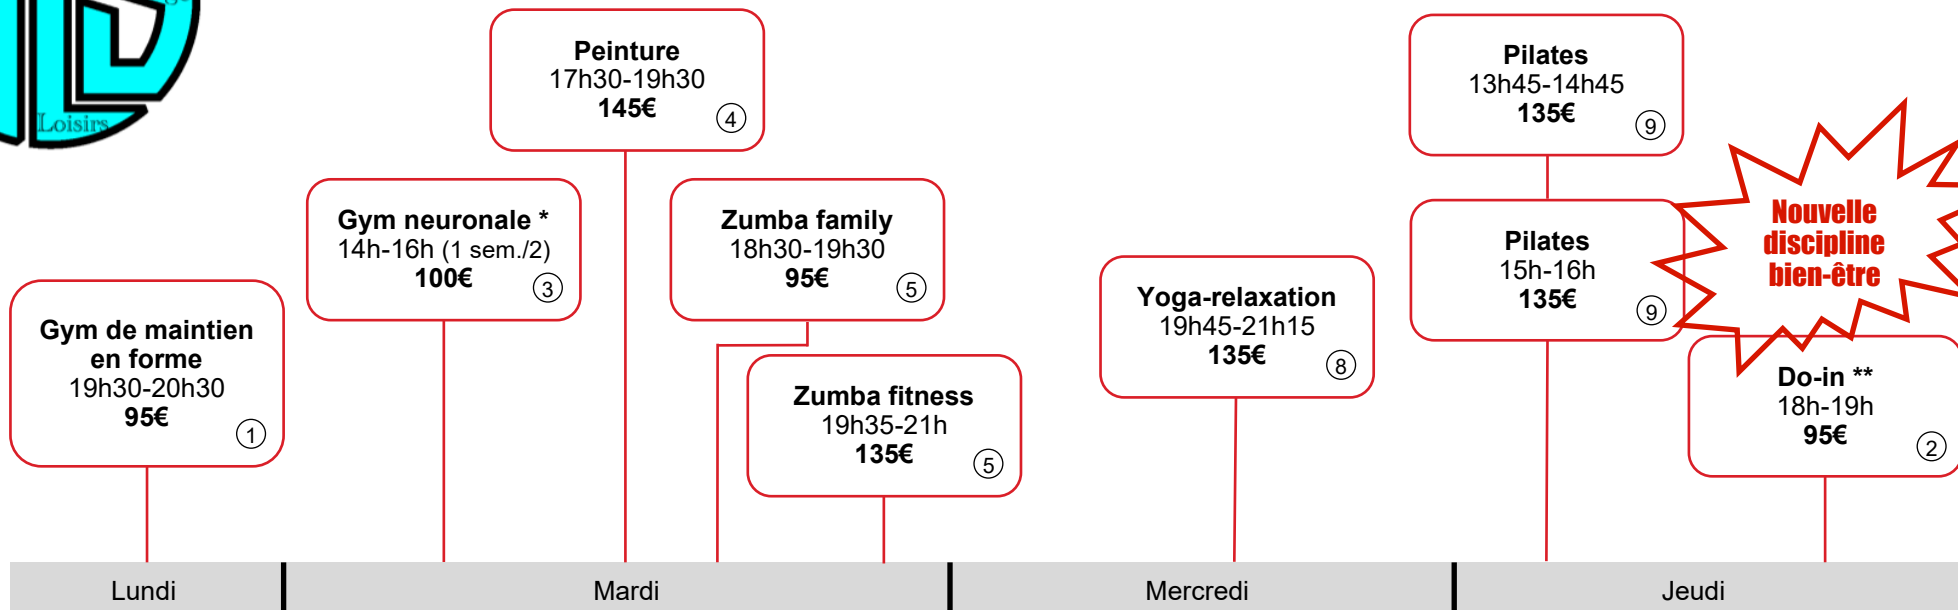 Loisirs
Peinture
17h30-19h30
145€
4
Pilates
13h45-14h45
135€
9
Gym neuronale *
14h-16h (1 sem./2)
100€
3
Zumba family
18h30-19h30
95€
5
Pilates
15h-16h
135€
9
Nouvelle
discipline
bien-être
Gym de maintien
en forme
19h30-20h30
95€
1
Yoga-relaxation
19h45-21h15
135€
8
Zumba fitness
19h35-21h
135€
5
Do-in **
18h-19h
95€
2
Lundi
Mardi
Mercredi
Jeudi